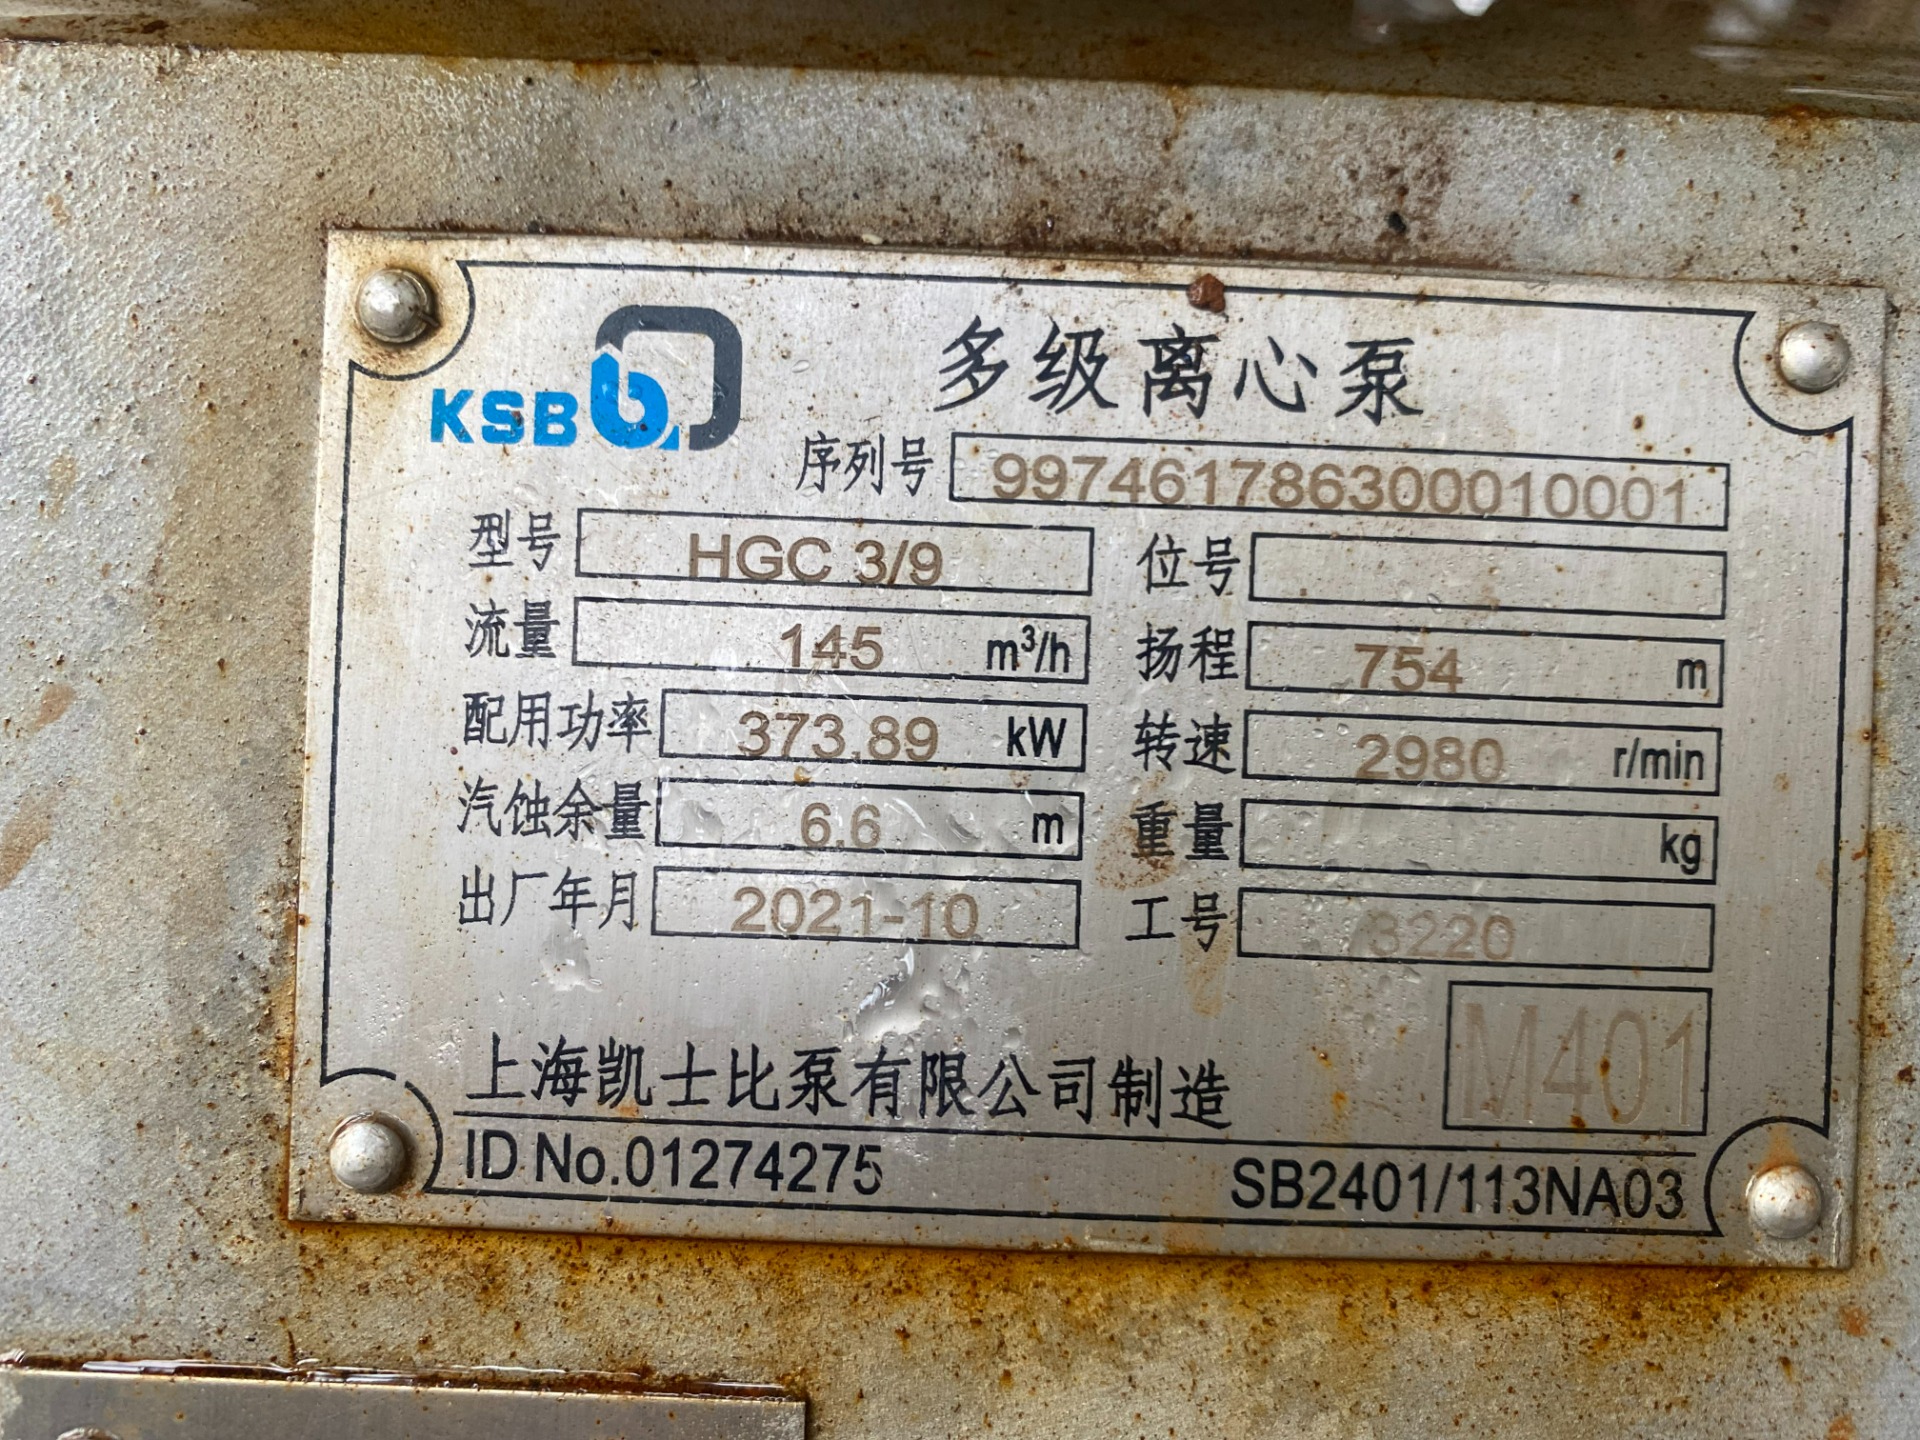 KSB
多级离心泵
序列号 997461786300010001
型号 HGC 3/9 位号
流量 145 m³/h 扬程 754 m
配用功率 373.89 kW 转速 2980 r/min
汽蚀余量 6.6 m 重量 kg
出厂年月 2021-10 工号 3220
M401
上海凯士比泵有限公司制造
ID No.01274275 SB2401/113NA03